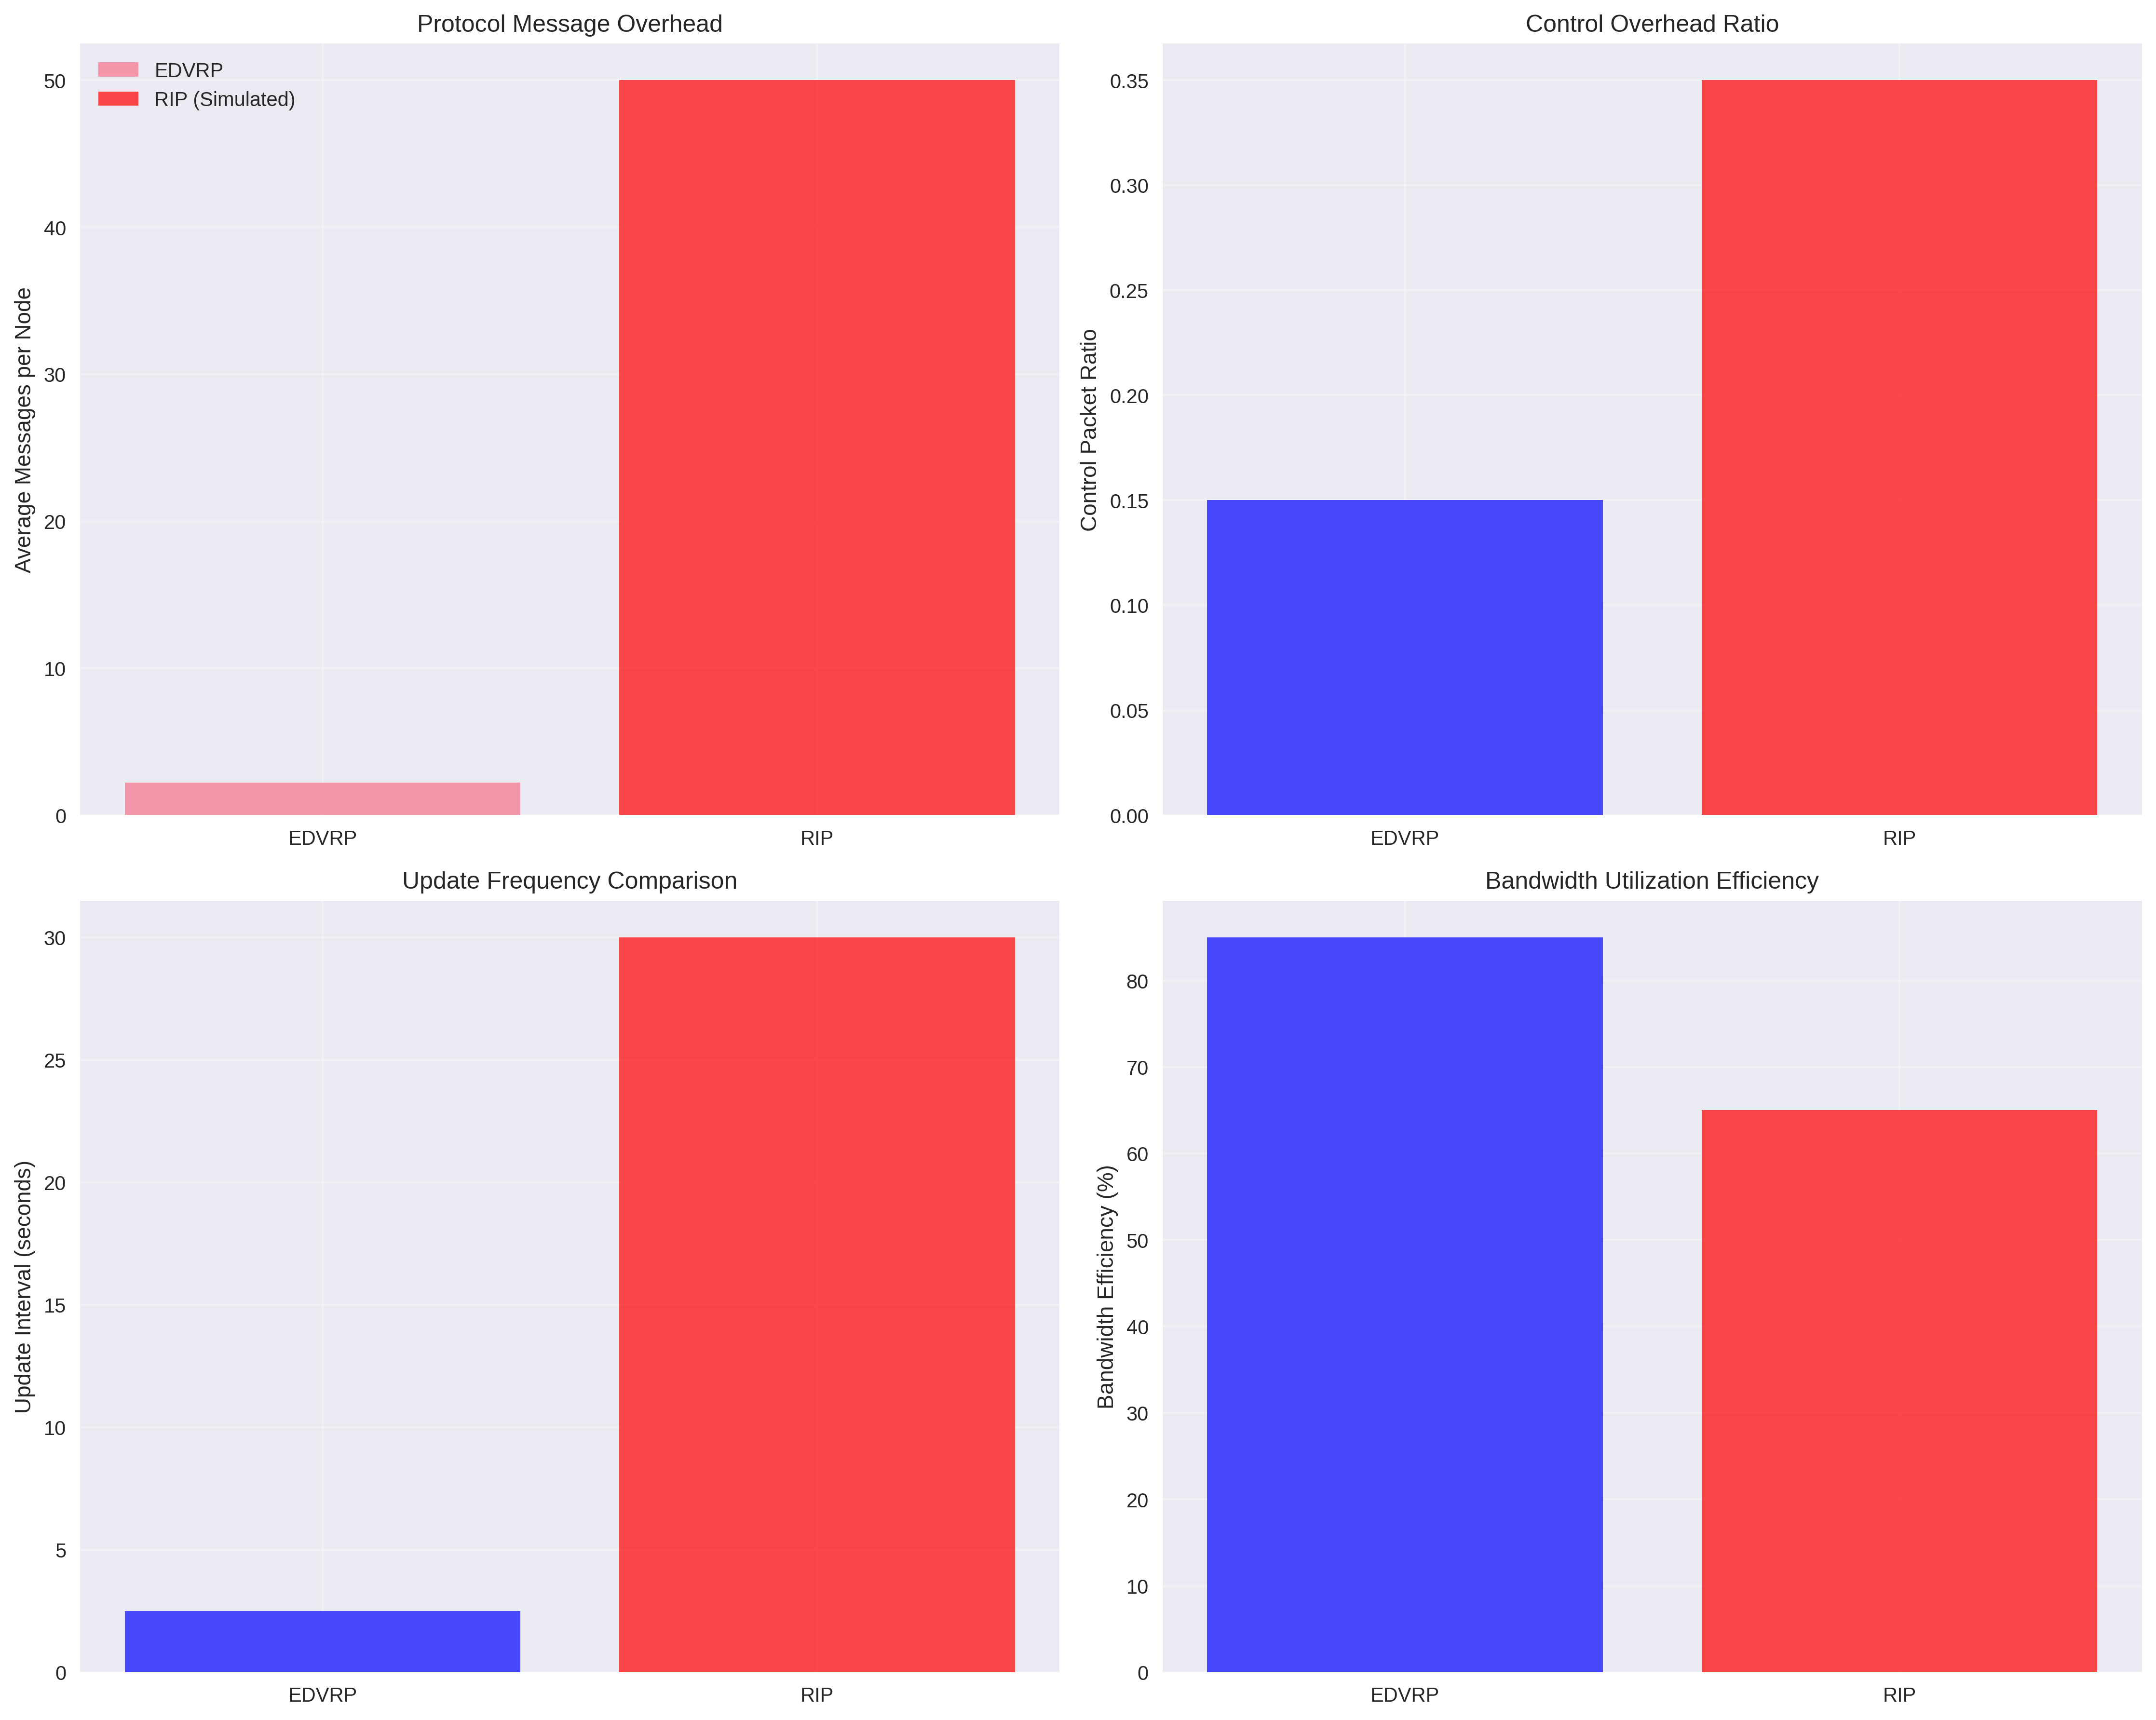 Protocol Message Overhead
EDVRP
RIP (Simulated)
Average Messages per Node
50
40
30
20
10
0
EDVRP
RIP
Control Overhead Ratio
Control Packet Ratio
0.35
0.30
0.25
0.20
0.15
0.10
0.05
0.00
EDVRP
RIP
Update Frequency Comparison
Update Interval (seconds)
30
25
20
15
10
5
0
EDVRP
RIP
Bandwidth Utilization Efficiency
Bandwidth Efficiency (%)
80
70
60
50
40
30
20
10
0
EDVRP
RIP